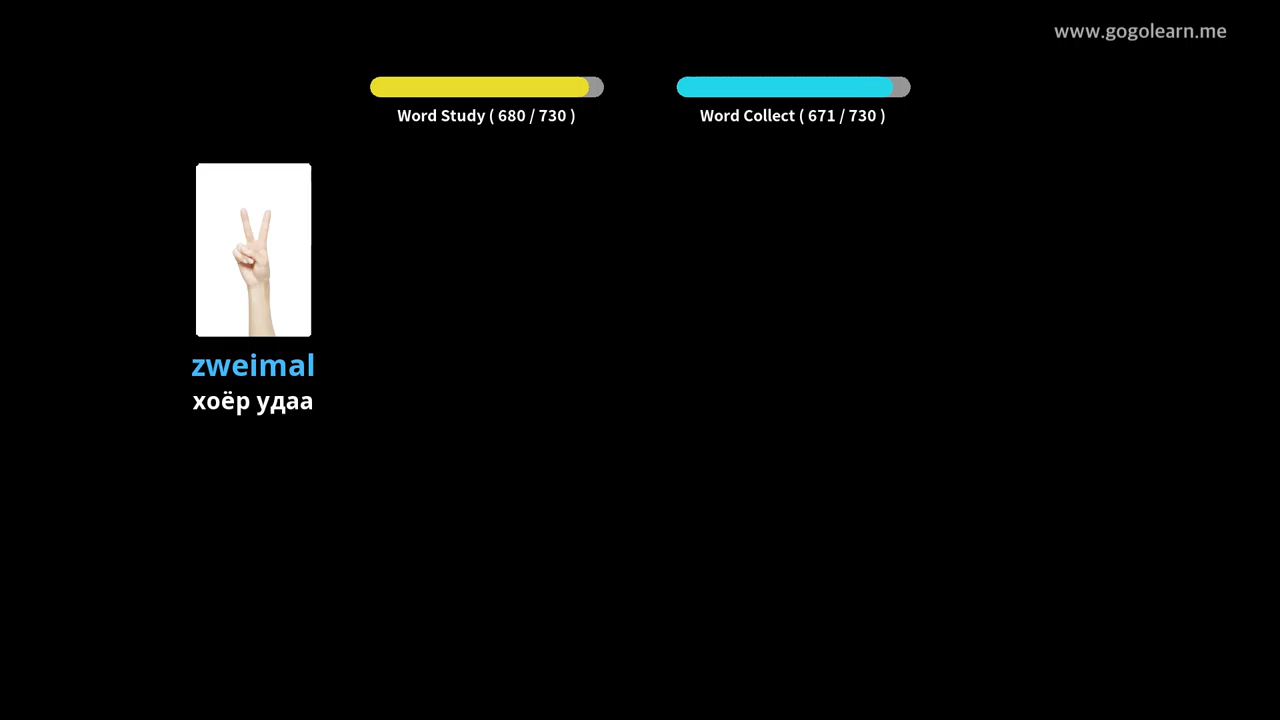 www.gogolearn.me
Word Study ( 680 / 730 )
Word Collect ( 671 / 730 )
zweimal
хоёр удаа